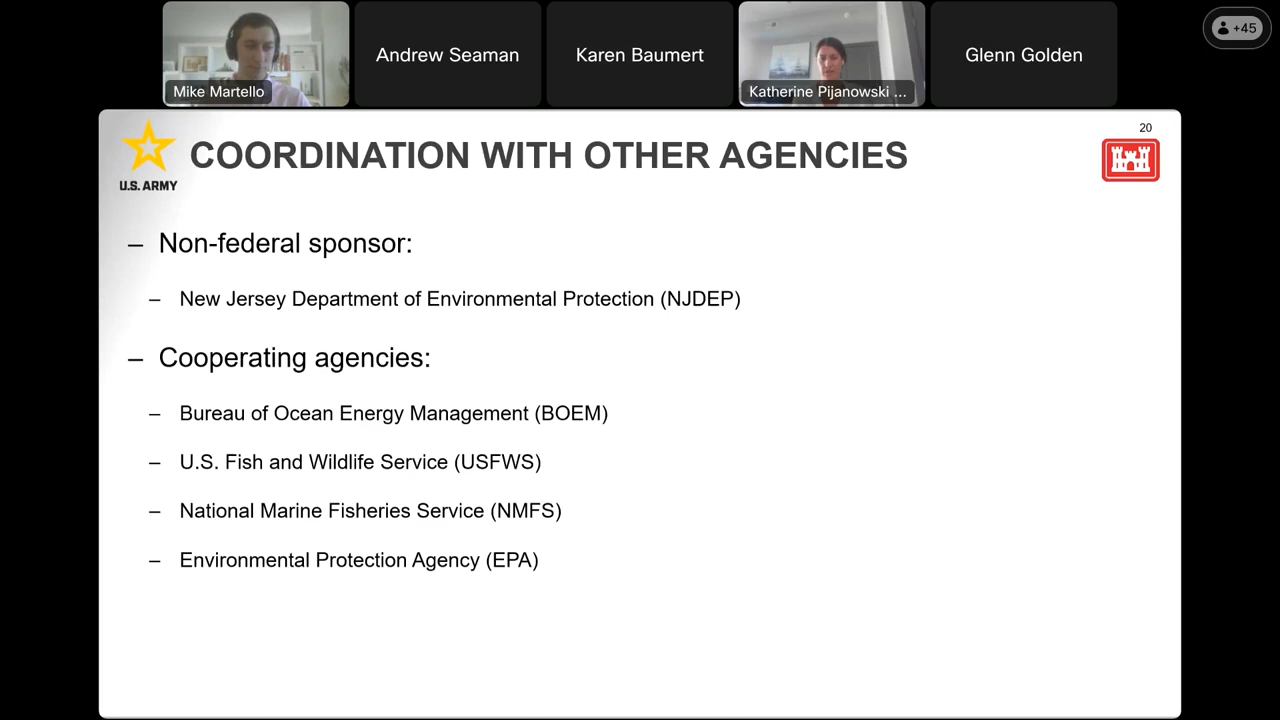 Mike Martello
Andrew Seaman
Karen Baumert
Katherine Pijanowski ...
Glenn Golden
+45
20
U.S. ARMY
COORDINATION WITH OTHER AGENCIES
– Non-federal sponsor:
– New Jersey Department of Environmental Protection (NJDEP)
– Cooperating agencies:
– Bureau of Ocean Energy Management (BOEM)
– U.S. Fish and Wildlife Service (USFWS)
– National Marine Fisheries Service (NMFS)
– Environmental Protection Agency (EPA)